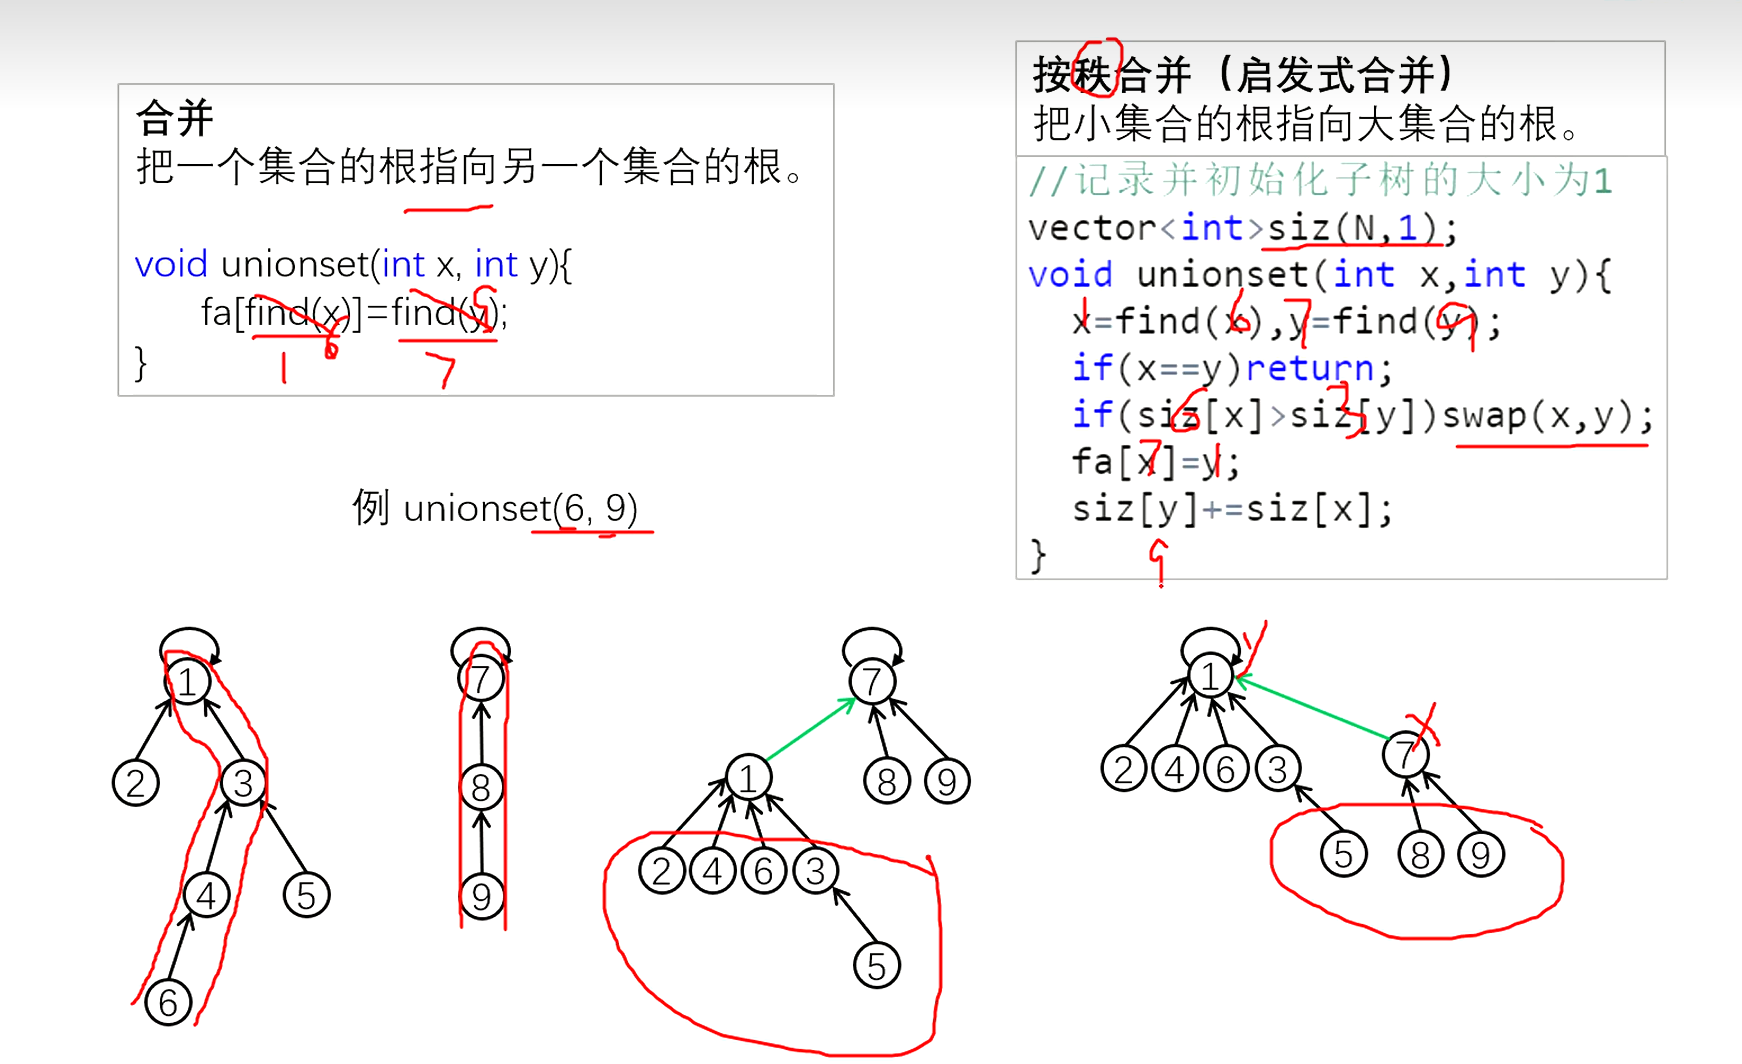 合并
把一个集合的根指向另一个集合的根。
void unionset(int x, int y){
fa[find(x)]=find(y);
6 9
1 7
}
例 unionset(6, 9)
按秩合并（启发式合并）
把小集合的根指向大集合的根。
//记录并初始化子树的大小为1
vector<int>siz(N,1);
void unionset(int x,int y){
x=find(x),y=find(y);
1 6 7 9
if(x==y)return;
if(siz[x]>siz[y])swap(x,y);
6 3
fa[x]=y;
7 1
siz[y]+=siz[x];
}
9
1
2 3
4 5
6
7
8
9
7
1 8 9
2 4 6 3
5
1
2 4 6 3 7
5 8 9